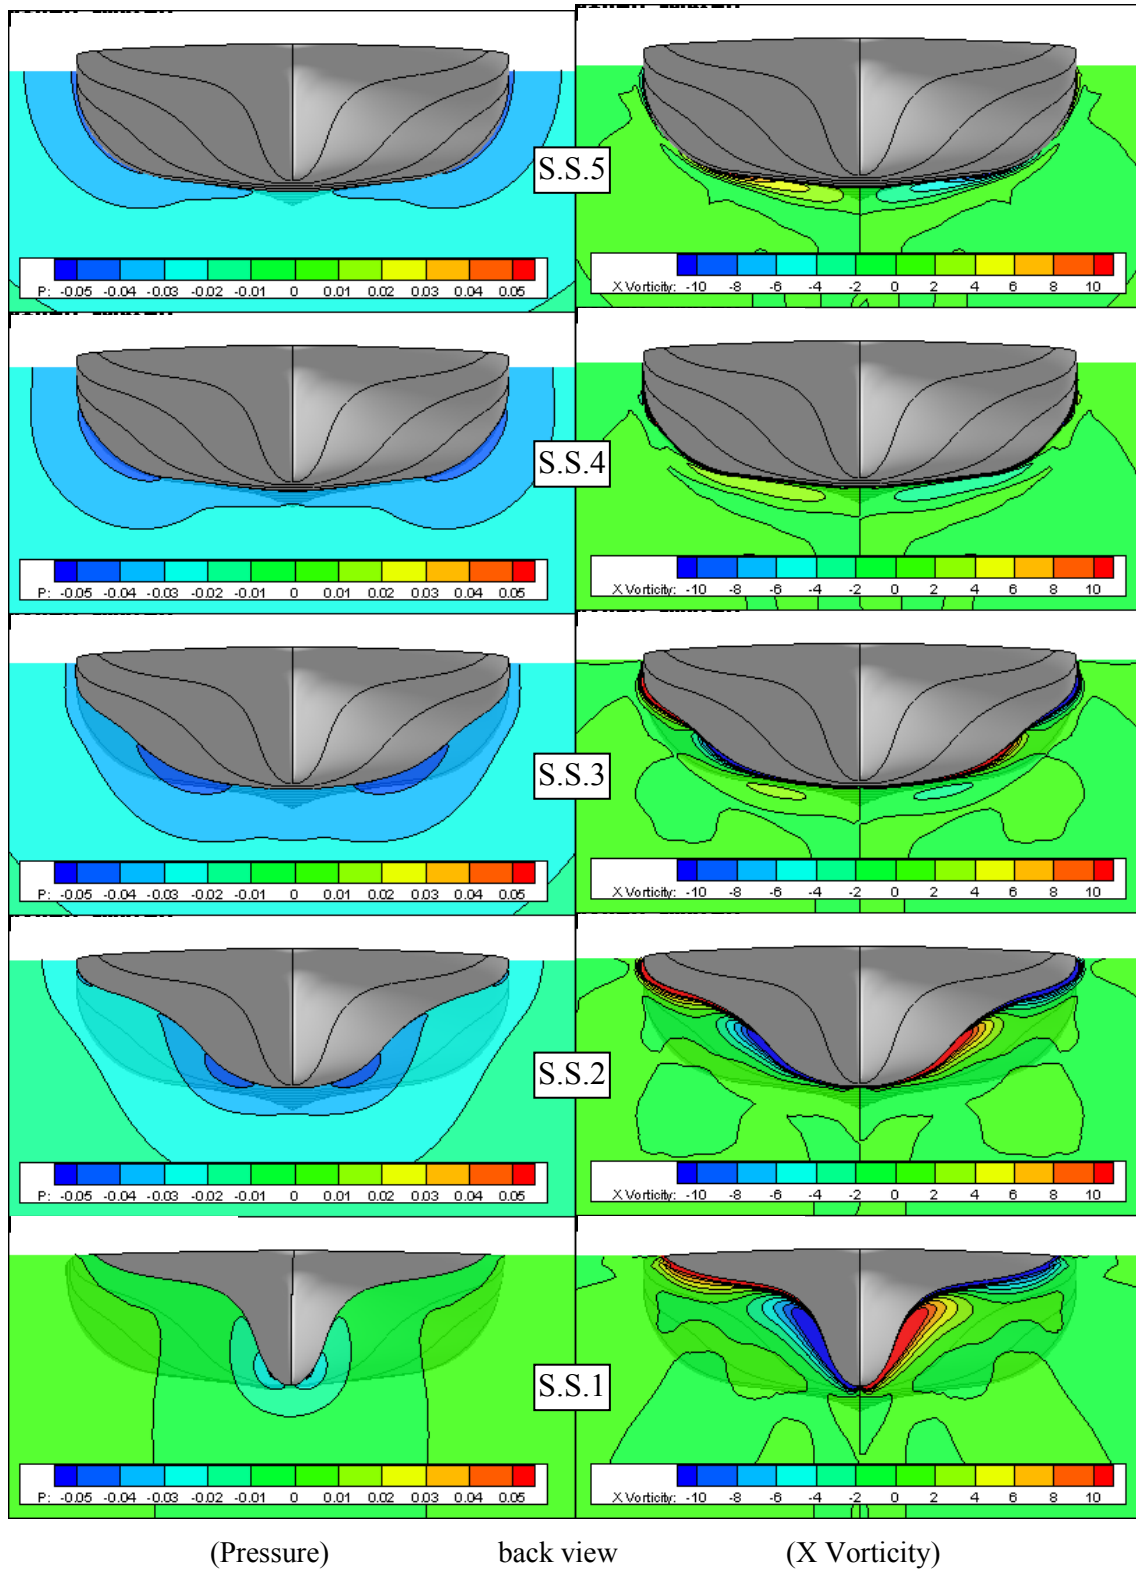 S.S.5
P: -0.05 -0.04 -0.03 -0.02 -0.01 0 0.01 0.02 0.03 0.04 0.05
X Vorticity: -10 -8 -6 -4 -2 0 2 4 6 8 10
S.S.4
P: -0.05 -0.04 -0.03 -0.02 -0.01 0 0.01 0.02 0.03 0.04 0.05
X Vorticity: -10 -8 -6 -4 -2 0 2 4 6 8 10
S.S.3
P: -0.05 -0.04 -0.03 -0.02 -0.01 0 0.01 0.02 0.03 0.04 0.05
X Vorticity: -10 -8 -6 -4 -2 0 2 4 6 8 10
S.S.2
P: -0.05 -0.04 -0.03 -0.02 -0.01 0 0.01 0.02 0.03 0.04 0.05
X Vorticity: -10 -8 -6 -4 -2 0 2 4 6 8 10
S.S.1
P: -0.05 -0.04 -0.03 -0.02 -0.01 0 0.01 0.02 0.03 0.04 0.05
X Vorticity: -10 -8 -6 -4 -2 0 2 4 6 8 10
(Pressure) back view (X Vorticity)